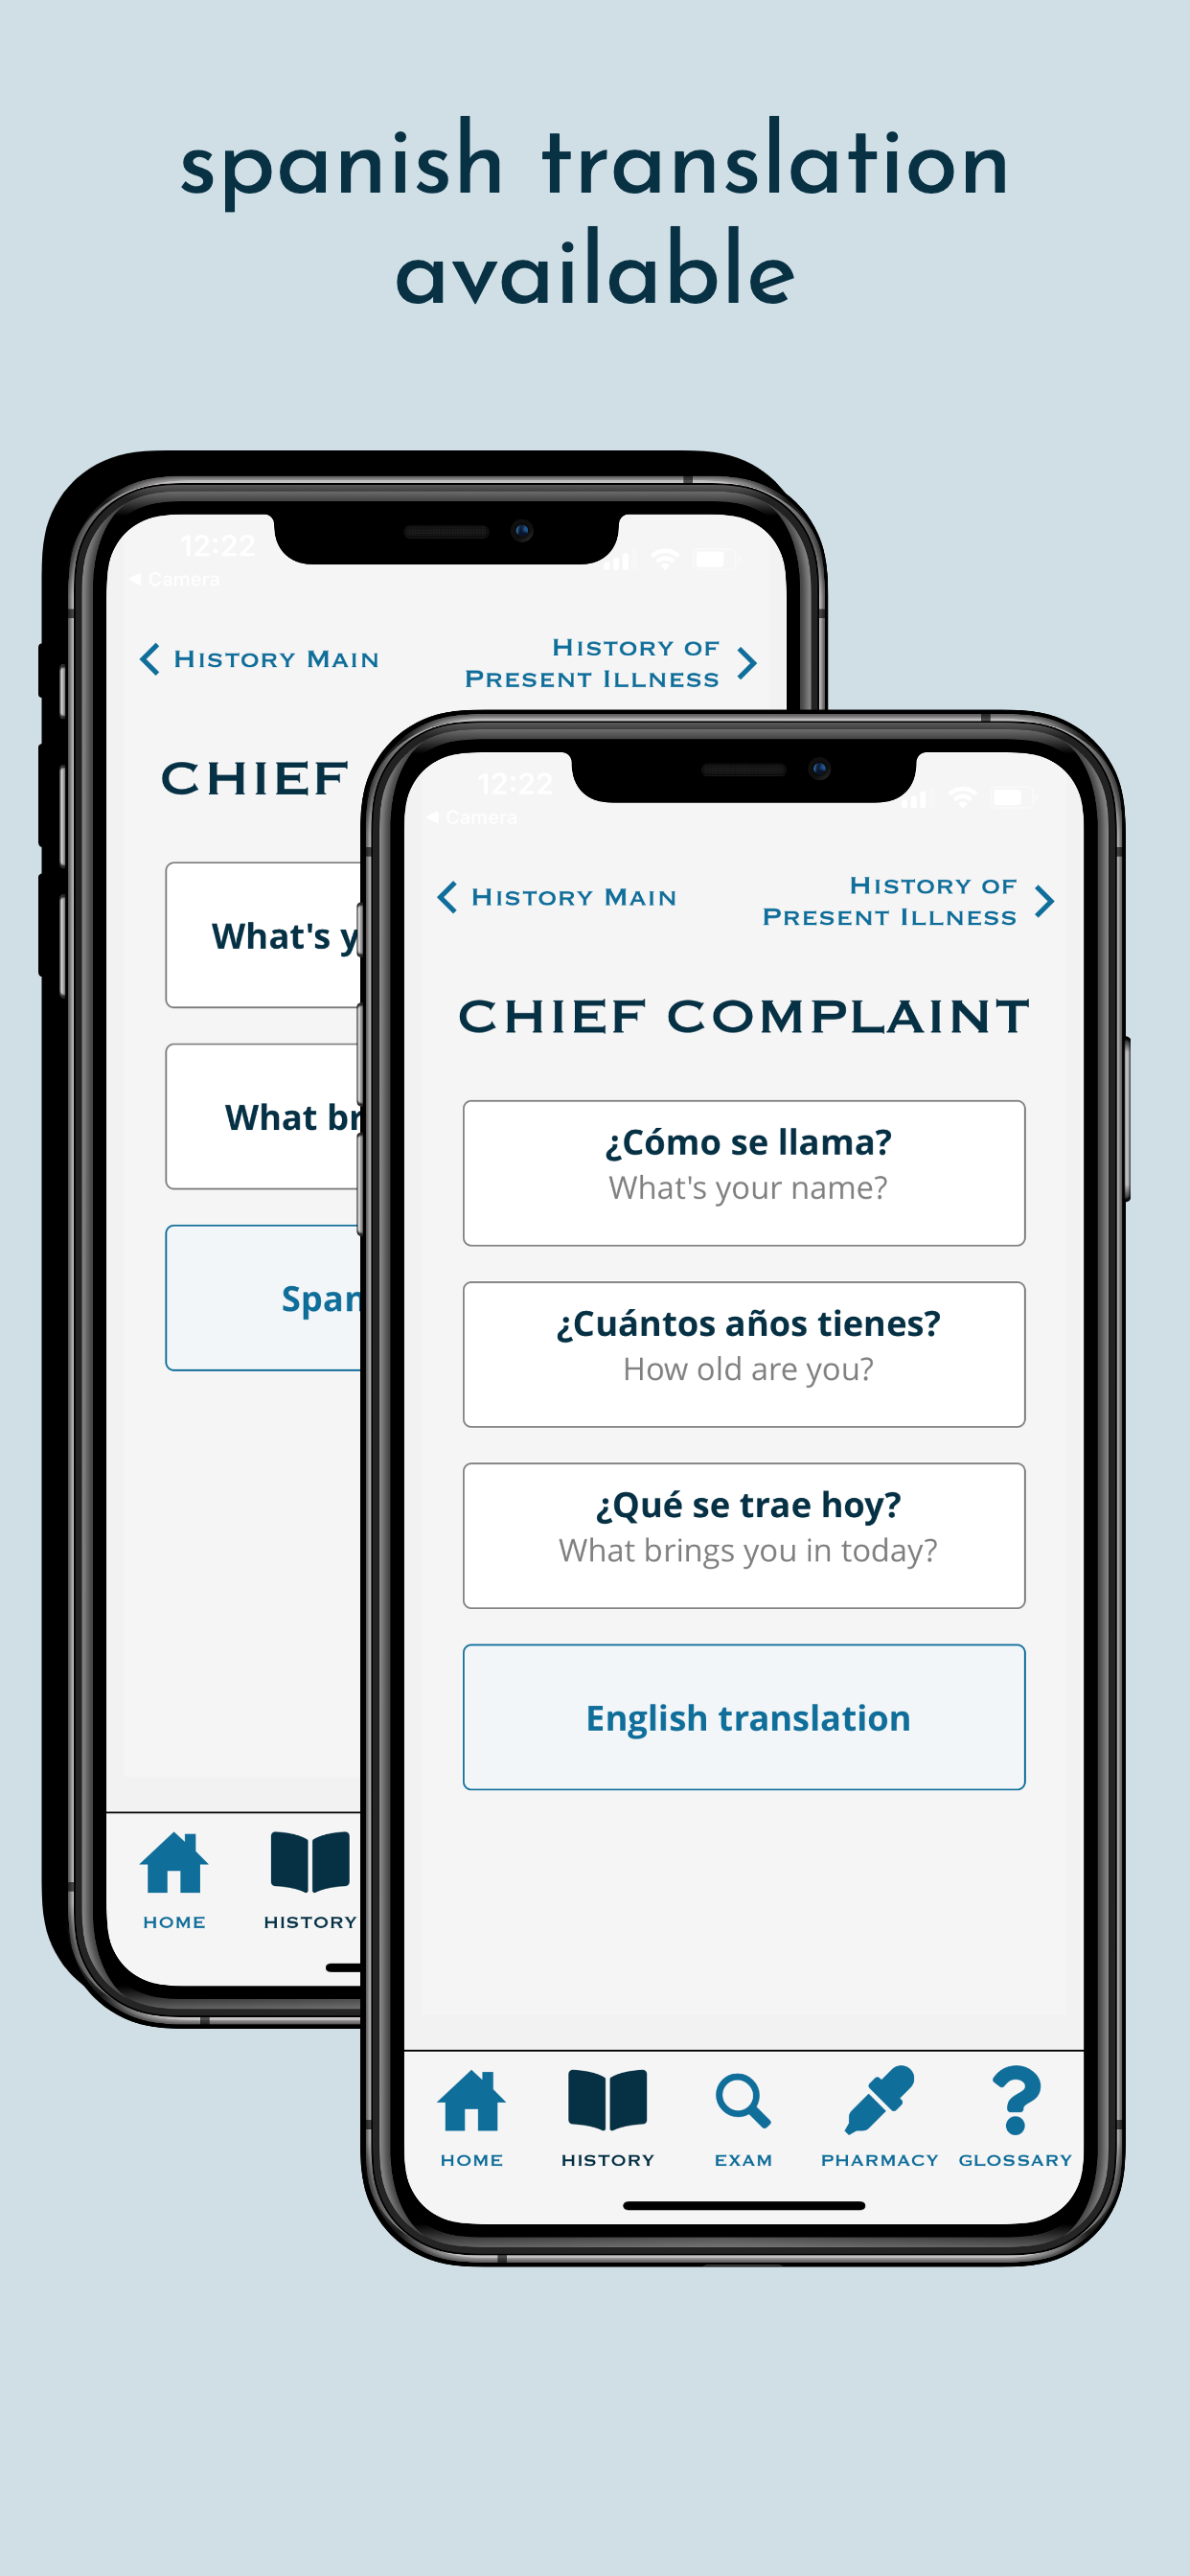 spanish translation
available
12:22
Camera
History Main
History of
Present Illness
CHIEF
What's
What
12:22
Camera
History Main
History of
Present Illness
CHIEF COMPLAINT
¿Cómo se llama?
What's your name?
¿Cuántos años tienes?
How old are you?
¿Qué se trae hoy?
What brings you in today?
English translation
HOME
HISTORY
HOME
HISTORY
EXAM
PHARMACY
GLOSSARY